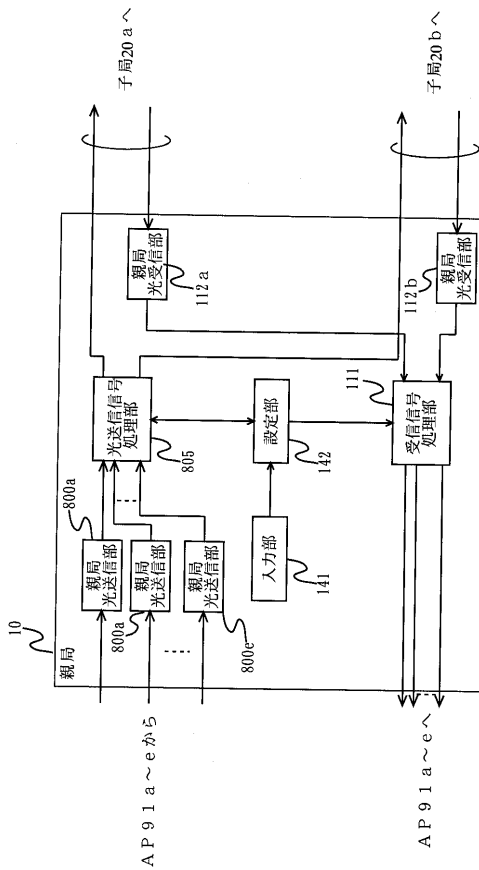 10
親局
AP91a~eから
800a
親局
光送信部
親局
光送信部
800a
親局
光送信部
800e
光送信信号
処理部
805
子局20aへ
親局
光受信部
112a
入力部
141
設定部
142
受信信号
処理部
111
親局
光受信部
112b
子局20bへ
AP91a~eへ